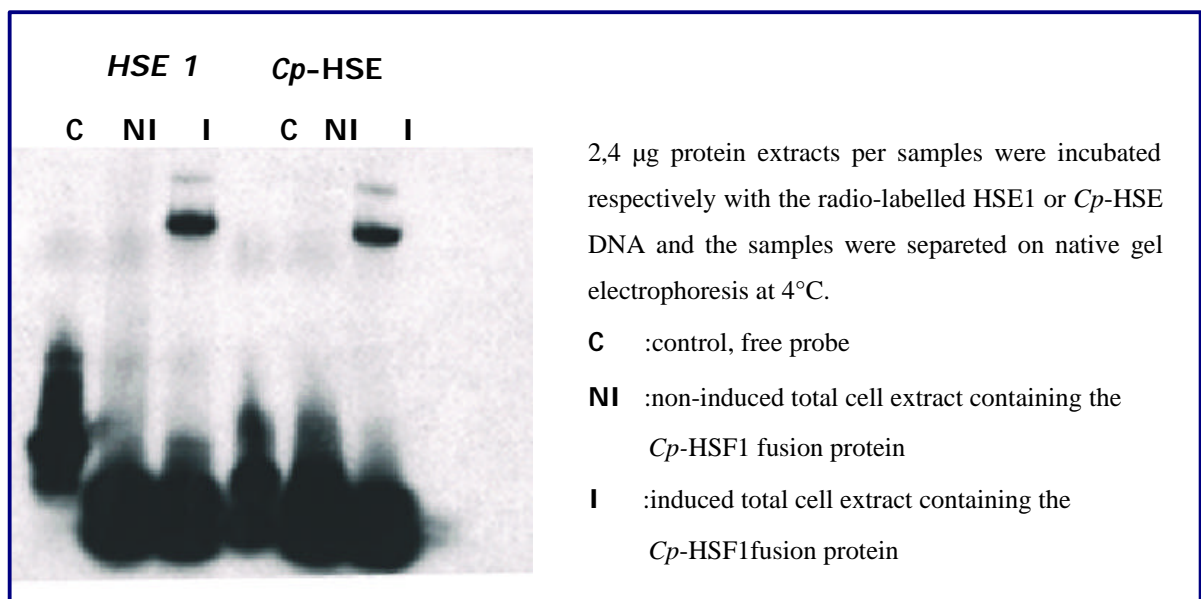 HSE 1 Cp-HSE
C NI I C NI I
2,4 µg protein extracts per samples were incubated
respectively with the radio-labelled HSE1 or Cp-HSE
DNA and the samples were separeted on native gel
electrophoresis at 4°C.
C :control, free probe
NI :non-induced total cell extract containing the
Cp-HSF1 fusion protein
I :induced total cell extract containing the
Cp-HSF1fusion protein